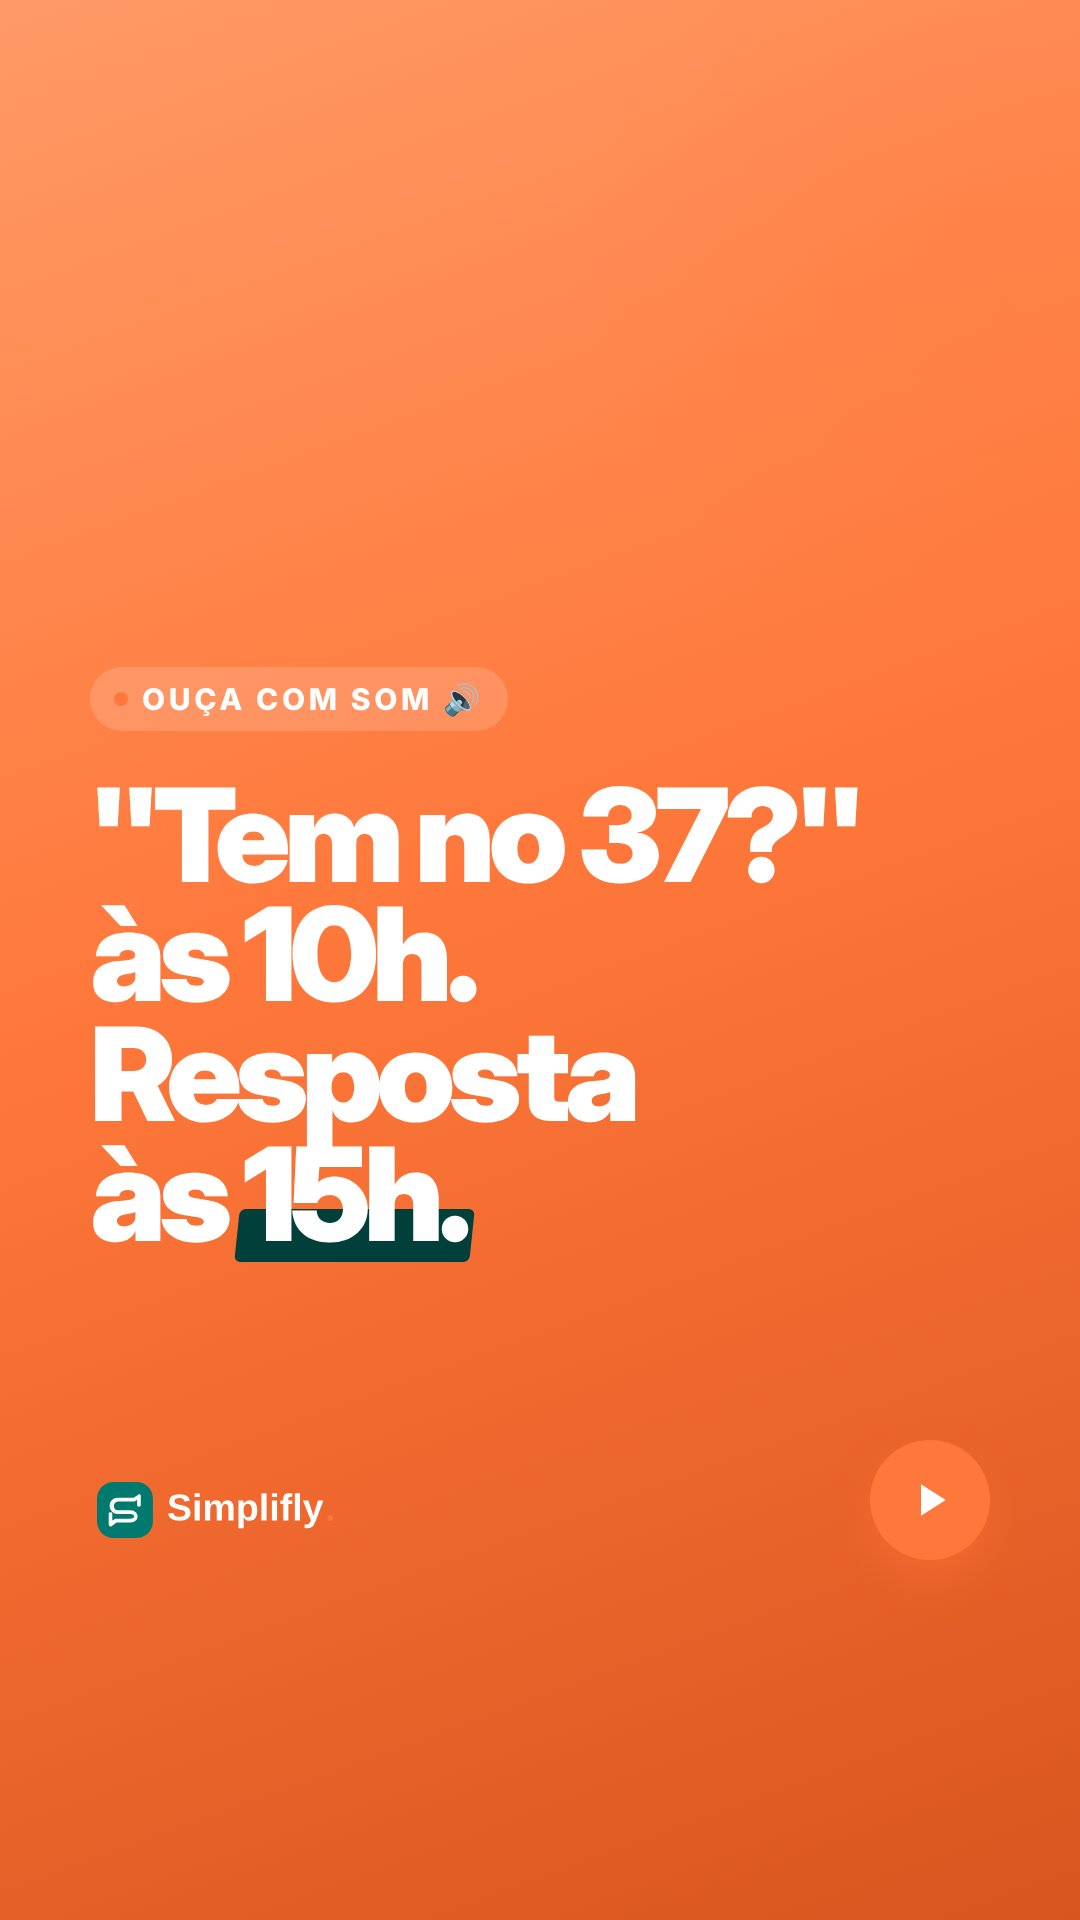 OUÇA COM SOM 🔊
"Tem no 37?"
às 10h.
Resposta
às 15h.
Simplifly.